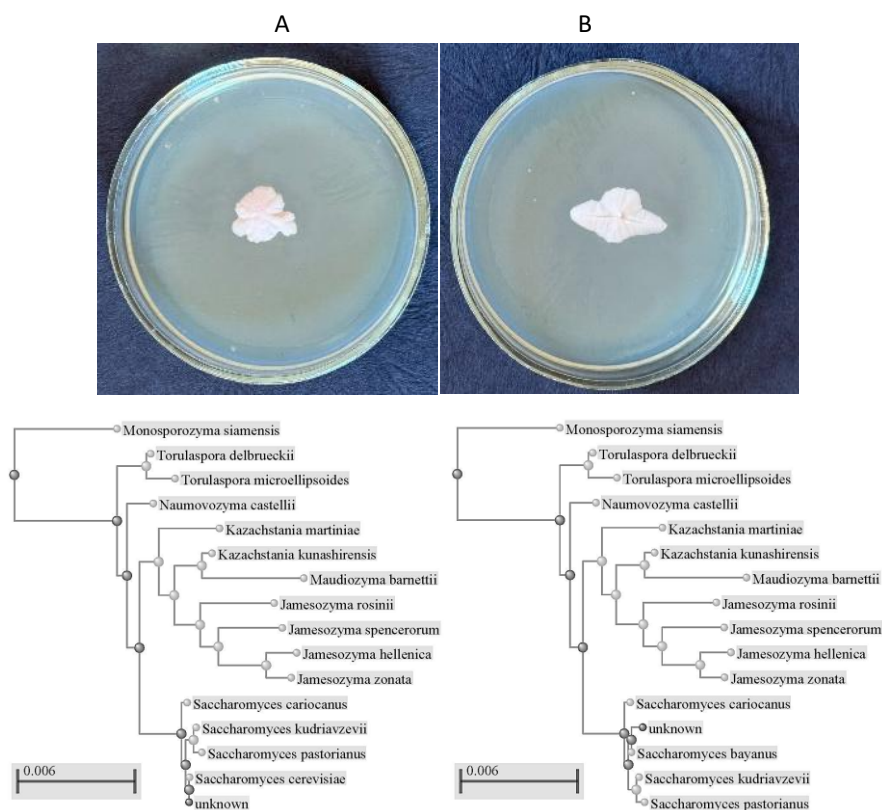 A
B
Monosporozyma siamensis
Torulaspora delbrueckii
Torulaspora microellipsoides
Naumovozyma castellii
Kazachstania martiniae
Kazachstania kunashirensis
Maudiozyma barnettii
Jamesozyma rosinii
Jamesozyma spencerorum
Jamesozyma hellenica
Jamesozyma zonata
Saccharomyces cariocanus
Saccharomyces kudriavzevii
Saccharomyces pastorianus
Saccharomyces cerevisiae
unknown
0.006
Monosporozyma siamensis
Torulaspora delbrueckii
Torulaspora microellipsoides
Naumovozyma castellii
Kazachstania martiniae
Kazachstania kunashirensis
Maudiozyma barnettii
Jamesozyma rosinii
Jamesozyma spencerorum
Jamesozyma hellenica
Jamesozyma zonata
Saccharomyces cariocanus
unknown
Saccharomyces bayanus
Saccharomyces kudriavzevii
Saccharomyces pastorianus
0.006